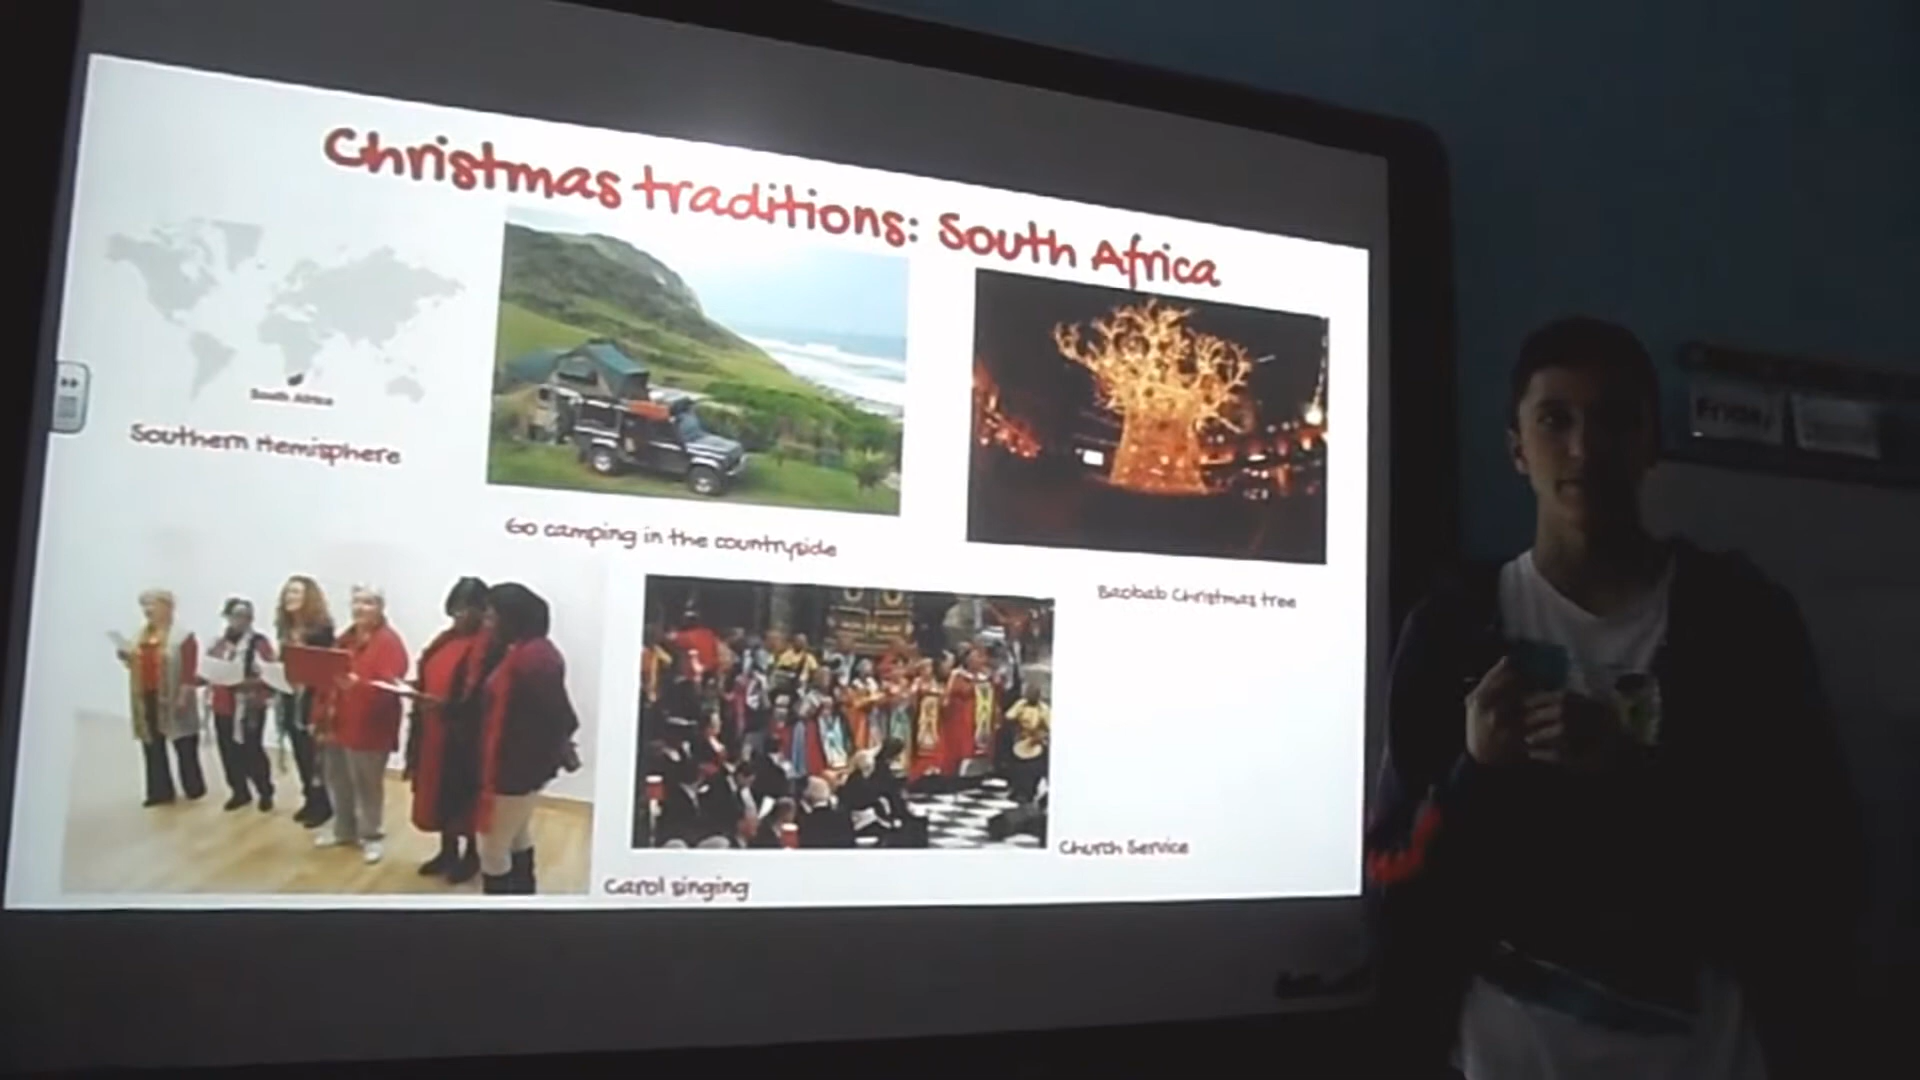 Christmas traditions: South Africa
South Africa
Southern Hemisphere
Go camping in the countryside
Baobab Christmas tree
Carol singing
Church Service
Friday